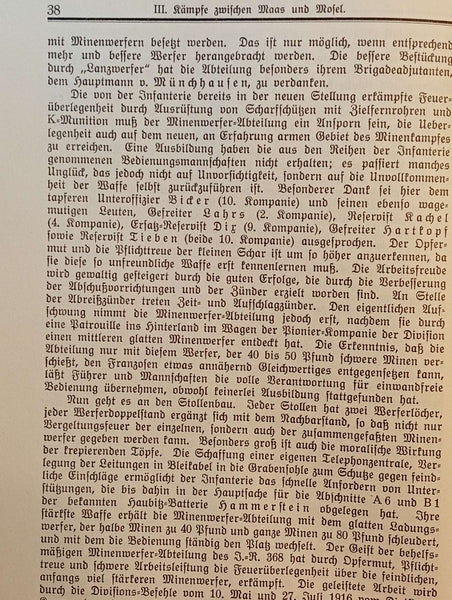 38 III. Kämpfe zwischen Maas und Mosel.
mit Minenwerfern besetzt werden. Das ist nur möglich, wenn entsprechend
mehr und bessere Werfer herangebracht werden. Die bessere Bestückung
durch „Lanzwerfer“ hat die Abteilung besonders ihrem Brigadeadjutanten,
dem Hauptmann v. Münchhausen, zu verdanken.
Die von der Infanterie bereits in der neuen Stellung erkämpfte Feuer-
überlegenheit durch Ausrüstung von Scharfschützen mit Zielfernrohren und
K-Munition muß der Minenwerfer-Abteilung ein Ansporn sein, die Ueber-
legenheit auch auf dem neuen, an Erfahrung armen Gebiet des Minenkampfes
zu erreichen. Eine Ausbildung haben die aus den Reihen der Infanterie
genommenen Bedienungsmannschaften nicht erhalten; es passiert manches
Unglück, das jedoch nicht auf Unvorsichtigkeit, sondern auf die Unvollkommen-
heit der Waffe selbst zurückzuführen ist. Besonderer Dank sei hier dem
tapferen Unteroffizier Bicker (10. Kompanie) und seinen ebenso wage-
mutigen Leuten, Gefreiter Lahrs (2. Kompanie), Reservist Kachel
(4. Kompanie), Ersatz-Reservist Dix (9. Kompanie), Gefreiter Hartkopf
sowie Reservist Tieben (beide 10. Kompanie) ausgesprochen. Der Opfer-
mut und die Pflichttreue der kleinen Schar ist um so höher anzuerkennen, da
sie diese so unfreundliche Waffe erst kennenlernen muß. Die Arbeitsfreude
wird gewaltig gesteigert durch die guten Erfolge, die durch die Verbesserung
der Abschußvorrichtungen und der Zünder erzielt worden sind. An Stelle
der Abreißzünder treten Zeit- und Aufschlagzünder. Den eigentlichen Auf-
schwung nimmt die Minenwerfer-Abteilung jedoch erst, nachdem sie durch
eine Patrouille ins Hinterland im Wagen der Pionier-Kompanie der Division
einen mittleren glatten Minenwerfer entdeckt hat. Die Erkenntnis, daß die
Abteilung nur mit diesem Werfer, der 40 bis 50 Pfund schwere Minen ver-
schießt, den Franzosen etwas annähernd Gleichwertiges entgegensetzen kann,
läßt Führer und Mannschaften die volle Verantwortung für einwandfreie
Bedienung übernehmen, obwohl keinerlei Ausbildung stattgefunden hat.
Nun geht es an den Stollenbau. Jeder Stollen hat zwei Werferlöcher,
jeder Werferdoppelstand ergänzt sich mit dem Nachbarstand, so daß nicht nur
Vergeltungsfeuer der einzelnen, sondern auch der zusammengefaßten Minen-
werfer gegeben werden kann. Besonders groß ist auch die moralische Wirkung
der krepierenden Töpfe. Die Schaffung einer eigenen Telephonzentrale, Ver-
legung der Leitungen in Bleikabel in die Grabensohle zum Schutze gegen feind-
liche Einschläge ermöglicht der Infanterie das schnelle Anfordern von Unter-
stützungen, die bis dahin in der Hauptsache für die Abschnitte A 6 und B 1
der bekannten Haubitz-Batterie Hammerstein obgelegen hat. Ihre
stärkste Waffe erhält die Minenwerfer-Abteilung mit dem glatten Ladungs-
werfer, der halbe Minen zu 40 Pfund und ganze Minen zu 80 Pfund schleudert,
und mit dem die Bedienung ständig den Platz wechselt. Der Geist der behelfs-
mäßigen Minenwerfer-Abteilung des J.-R. 368 hat durch Opfermut, Pflicht-
treue und schwere Arbeitsleistung die Feuerüberlegenheit über die feindlichen,
anfangs viel stärkeren Minenwerfer, erkämpft. Die geleistete Arbeit wird
durch die Divisions-Befehle vom 10. Mai und 27. Juli 1916 vom